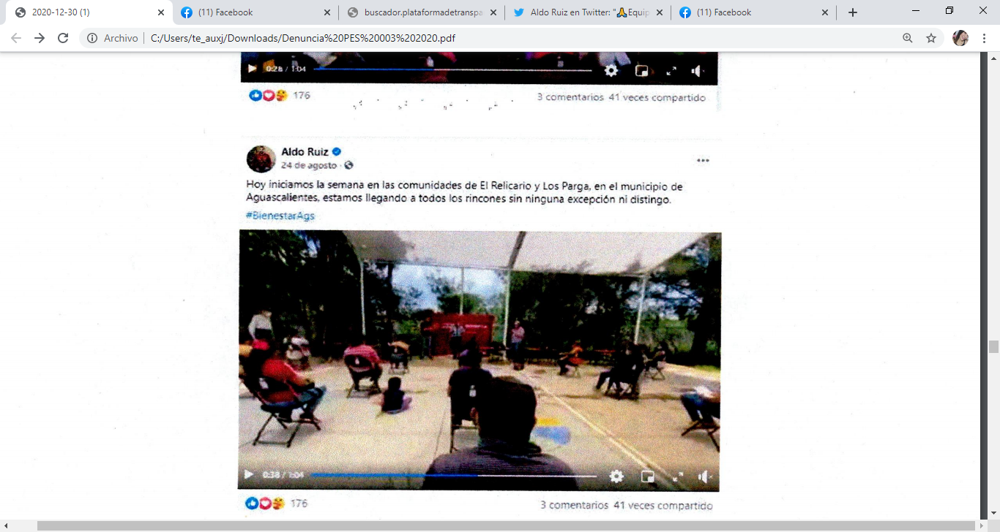 2020-12-30 (1)
(11) Facebook
buscador.plataformadetranspa
Aldo Ruiz en Twitter: "🙏Equip
(11) Facebook
Archivo
C:/Users/te_auxj/Downloads/Denuncia%20PES%20003%202020.pdf
0:28 / 1:04
176
3 comentarios 41 veces compartido
Aldo Ruiz
24 de agosto
Hoy iniciamos la semana en las comunidades de El Relicario y Los Parga, en el municipio de
Aguascalientes, estamos llegando a todos los rincones sin ninguna excepción ni distingo.
#BienestarAgs
0:38 / 1:04
176
3 comentarios 41 veces compartido